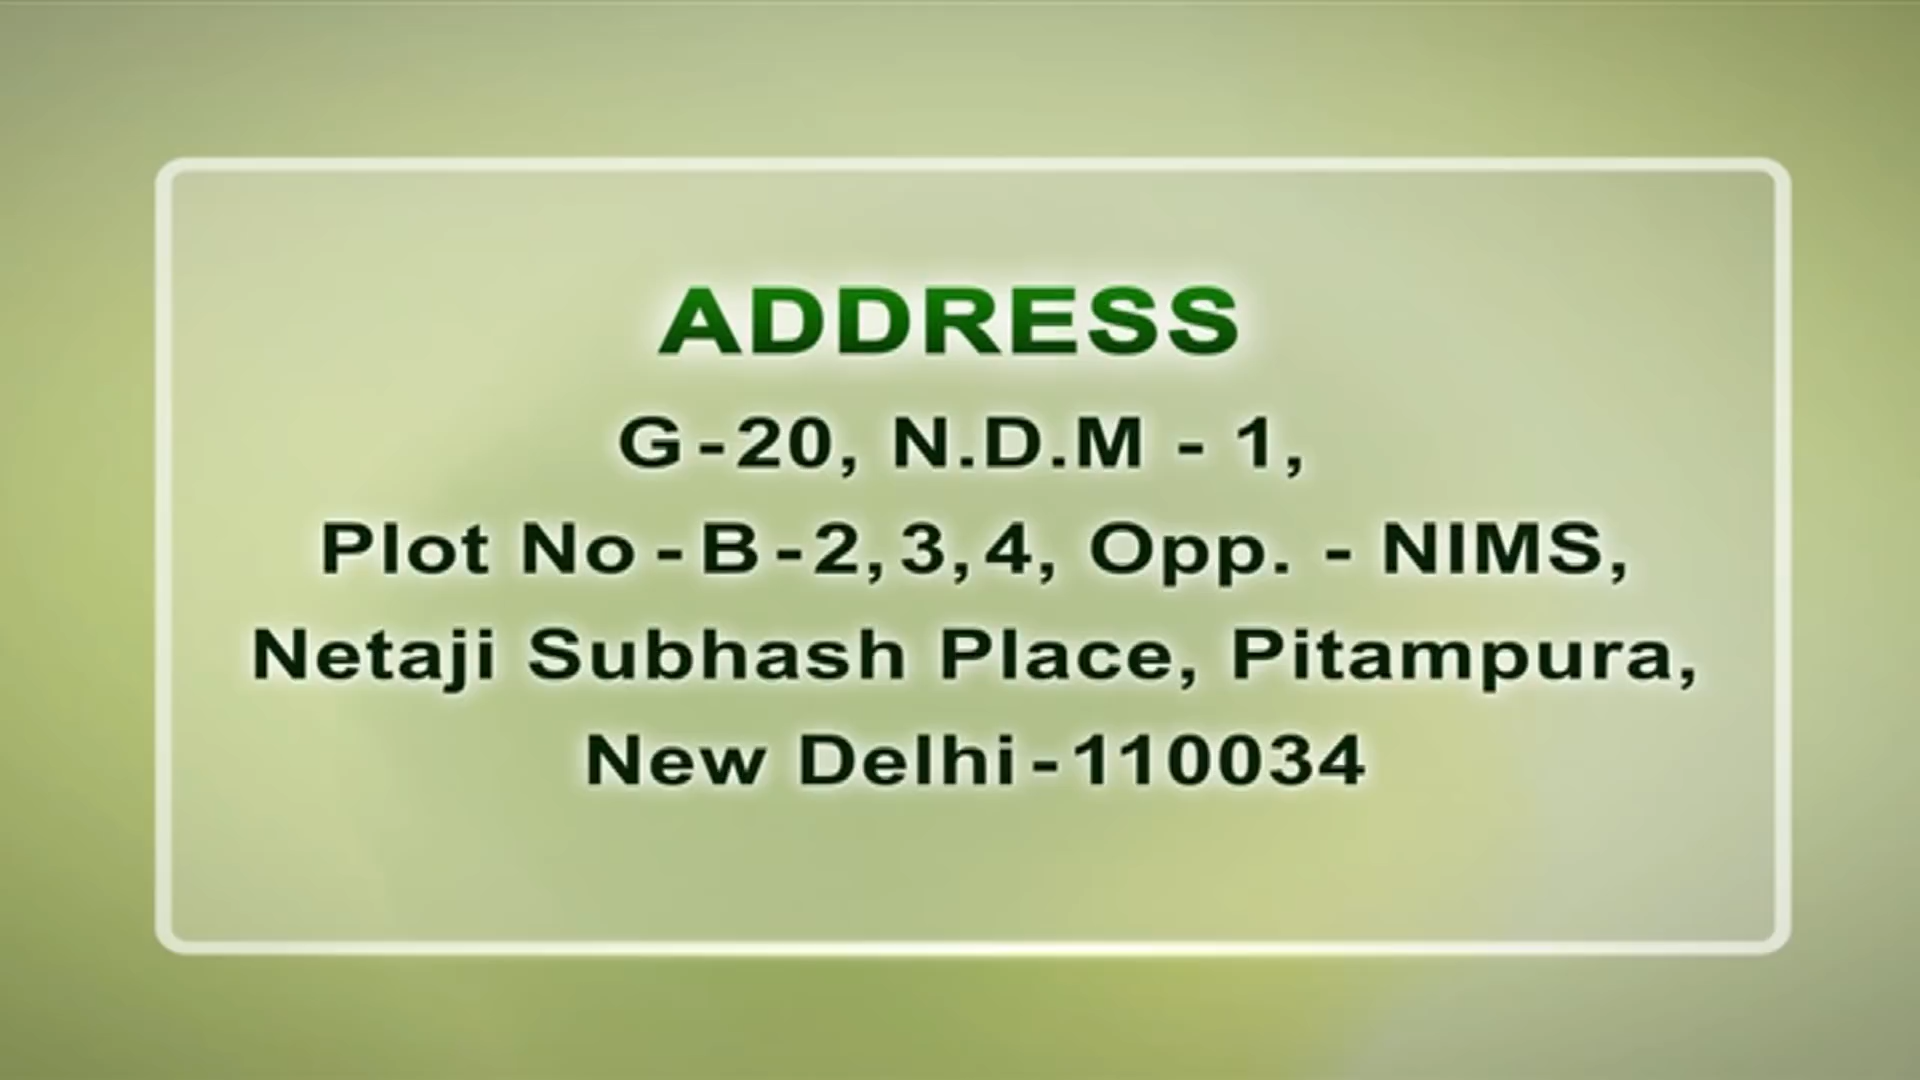 ADDRESS
G-20, N.D.M - 1,
Plot No-B-2,3,4, Opp. - NIMS,
Netaji Subhash Place, Pitampura,
New Delhi-110034